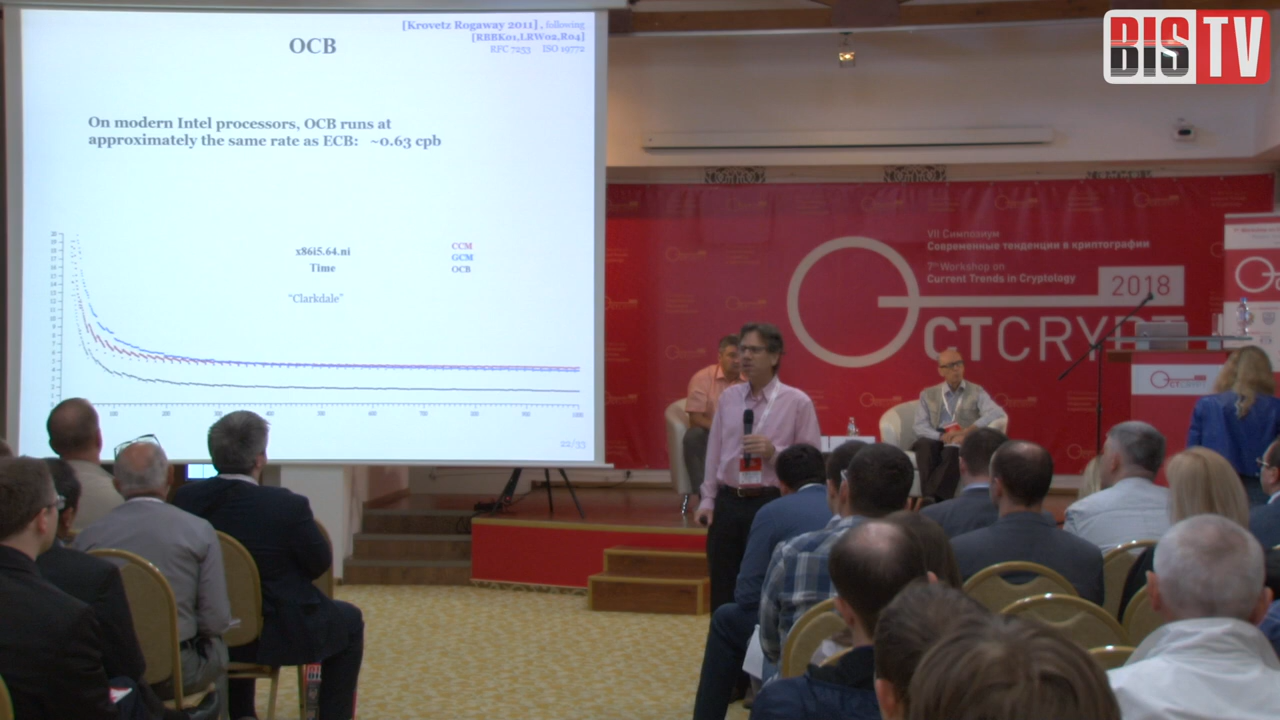 [Krovetz Rogaway 2011], following
[RBBK01,LRW02,R04]
RFC 7253 ISO 19772
OCB
On modern Intel processors, OCB runs at
approximately the same rate as ECB: ~0.63 cpb
x86i5.64.ni
Time
"Clarkdale"
CCM
GCM
OCB
22/33
BIS TV
VII Симпозиум
Современные тенденции в криптографии
7th Workshop on
Current Trends in Cryptology
2018
CTCRYPT
CTCRYPT